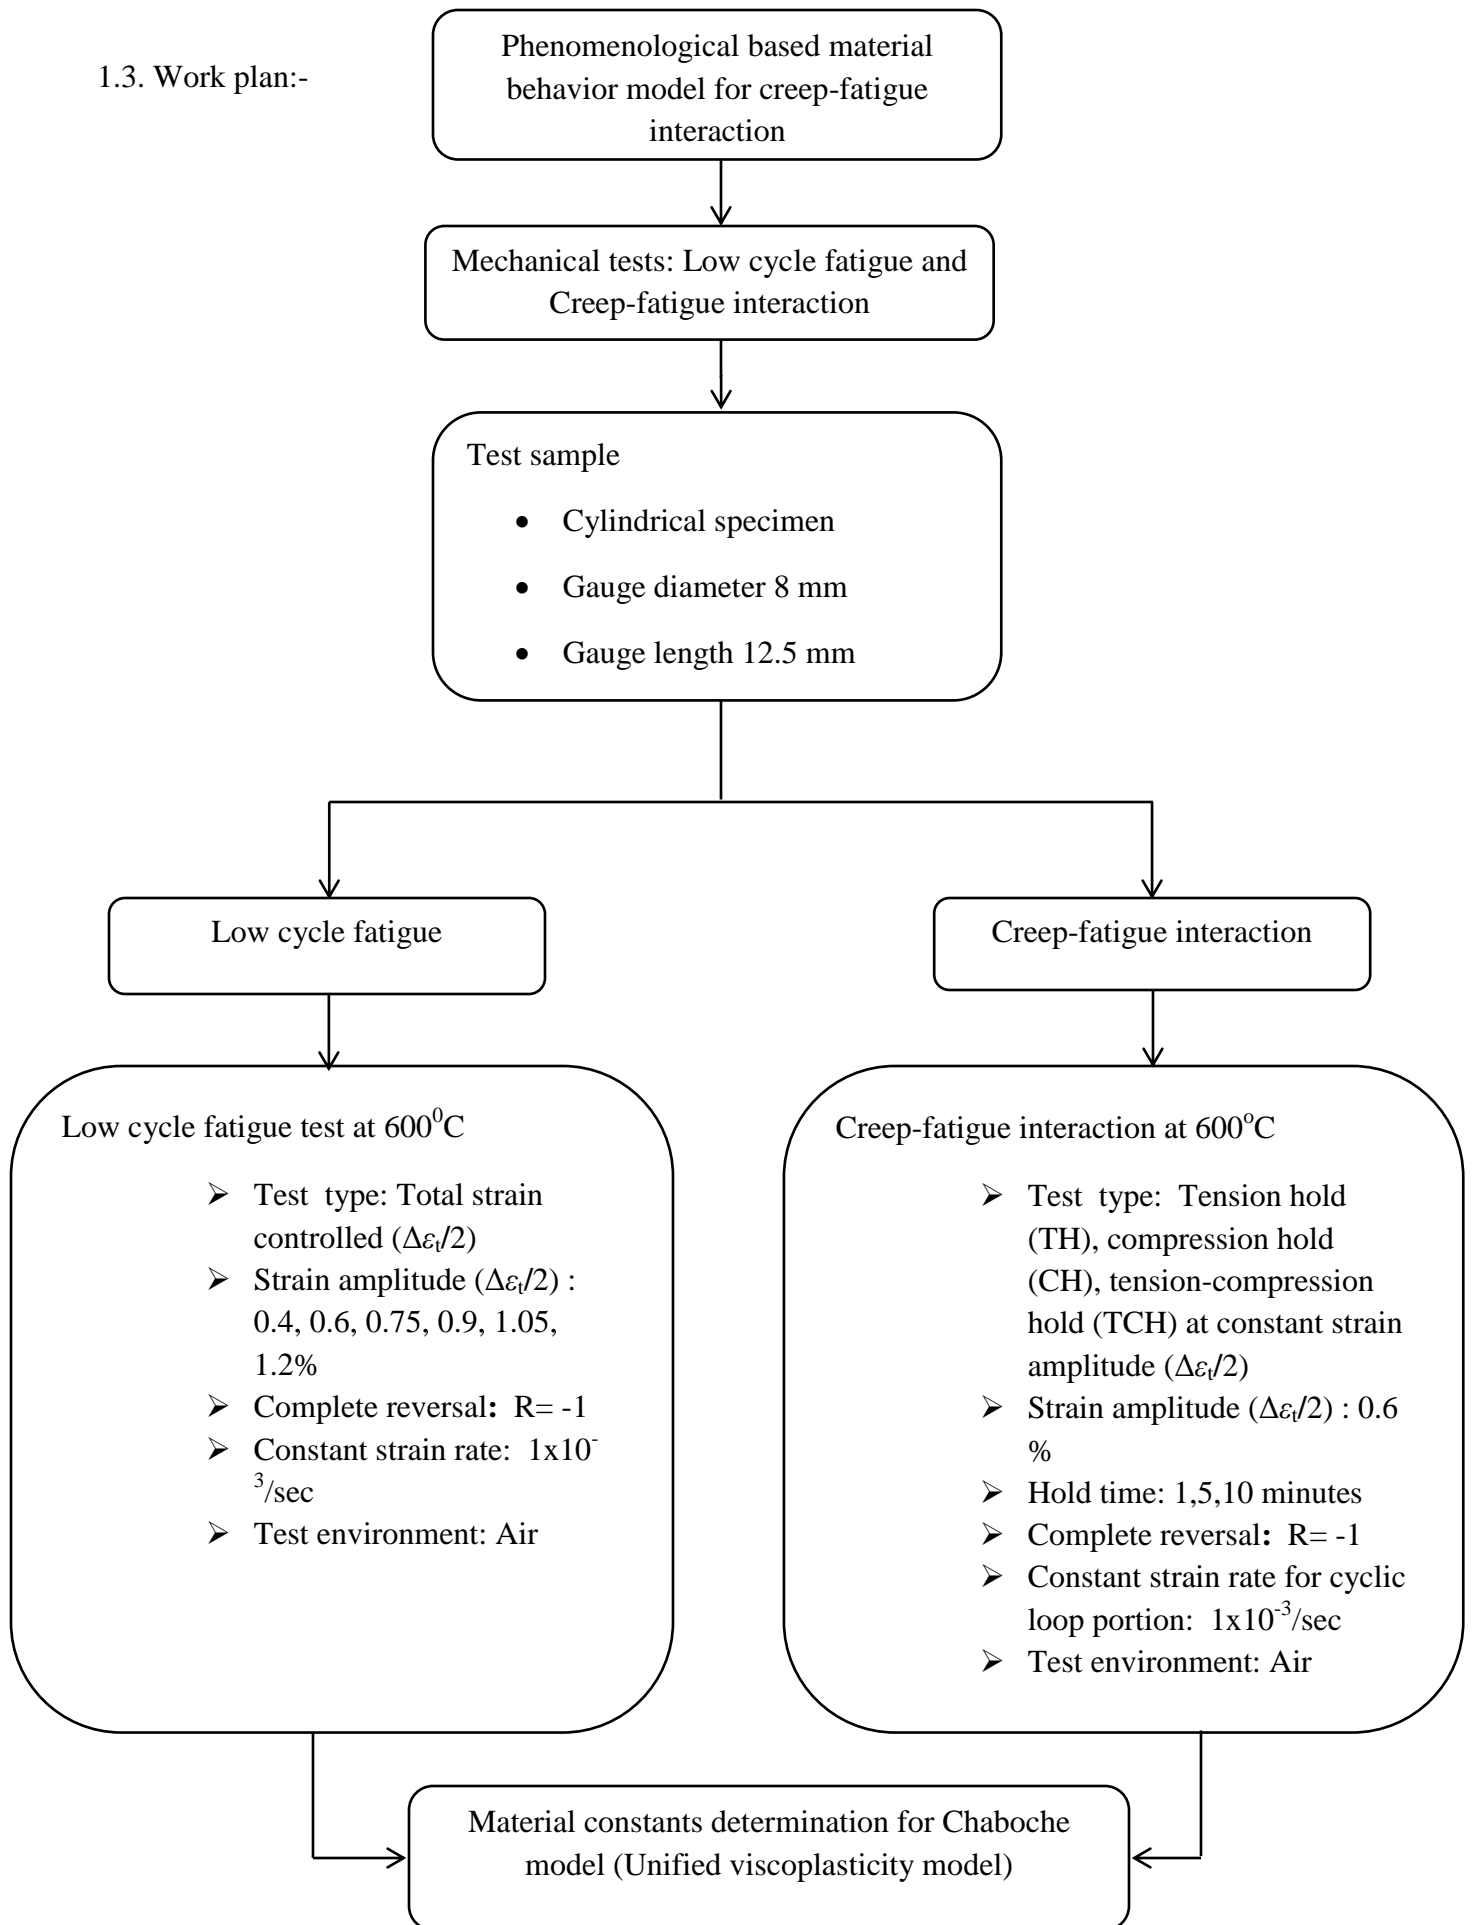 1.3. Work plan:-
Phenomenological based material
behavior model for creep-fatigue
interaction
Mechanical tests: Low cycle fatigue and
Creep-fatigue interaction
Test sample
• Cylindrical specimen
• Gauge diameter 8 mm
• Gauge length 12.5 mm
Low cycle fatigue
Creep-fatigue interaction
Low cycle fatigue test at 600⁰C
➢ Test type: Total strain
controlled (Δεₜ/2)
➢ Strain amplitude (Δεₜ/2) :
0.4, 0.6, 0.75, 0.9, 1.05,
1.2%
➢ Complete reversal: R= -1
➢ Constant strain rate: 1x10⁻
³/sec
➢ Test environment: Air
Creep-fatigue interaction at 600ᵒC
➢ Test type: Tension hold
(TH), compression hold
(CH), tension-compression
hold (TCH) at constant strain
amplitude (Δεₜ/2)
➢ Strain amplitude (Δεₜ/2) : 0.6
%
➢ Hold time: 1,5,10 minutes
➢ Complete reversal: R= -1
➢ Constant strain rate for cyclic
loop portion: 1x10⁻³/sec
➢ Test environment: Air
Material constants determination for Chaboche
model (Unified viscoplasticity model)